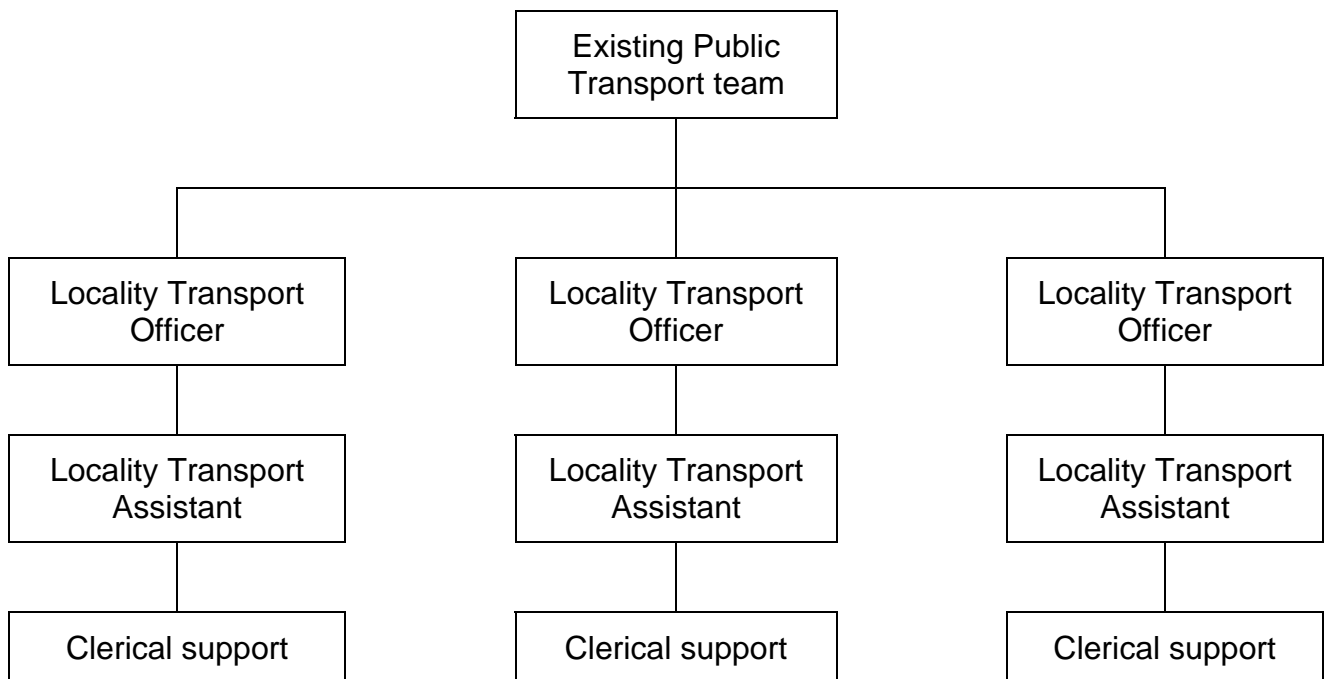 Existing Public
Transport team
Locality Transport
Officer
Locality Transport
Officer
Locality Transport
Officer
Locality Transport
Assistant
Locality Transport
Assistant
Locality Transport
Assistant
Clerical support
Clerical support
Clerical support